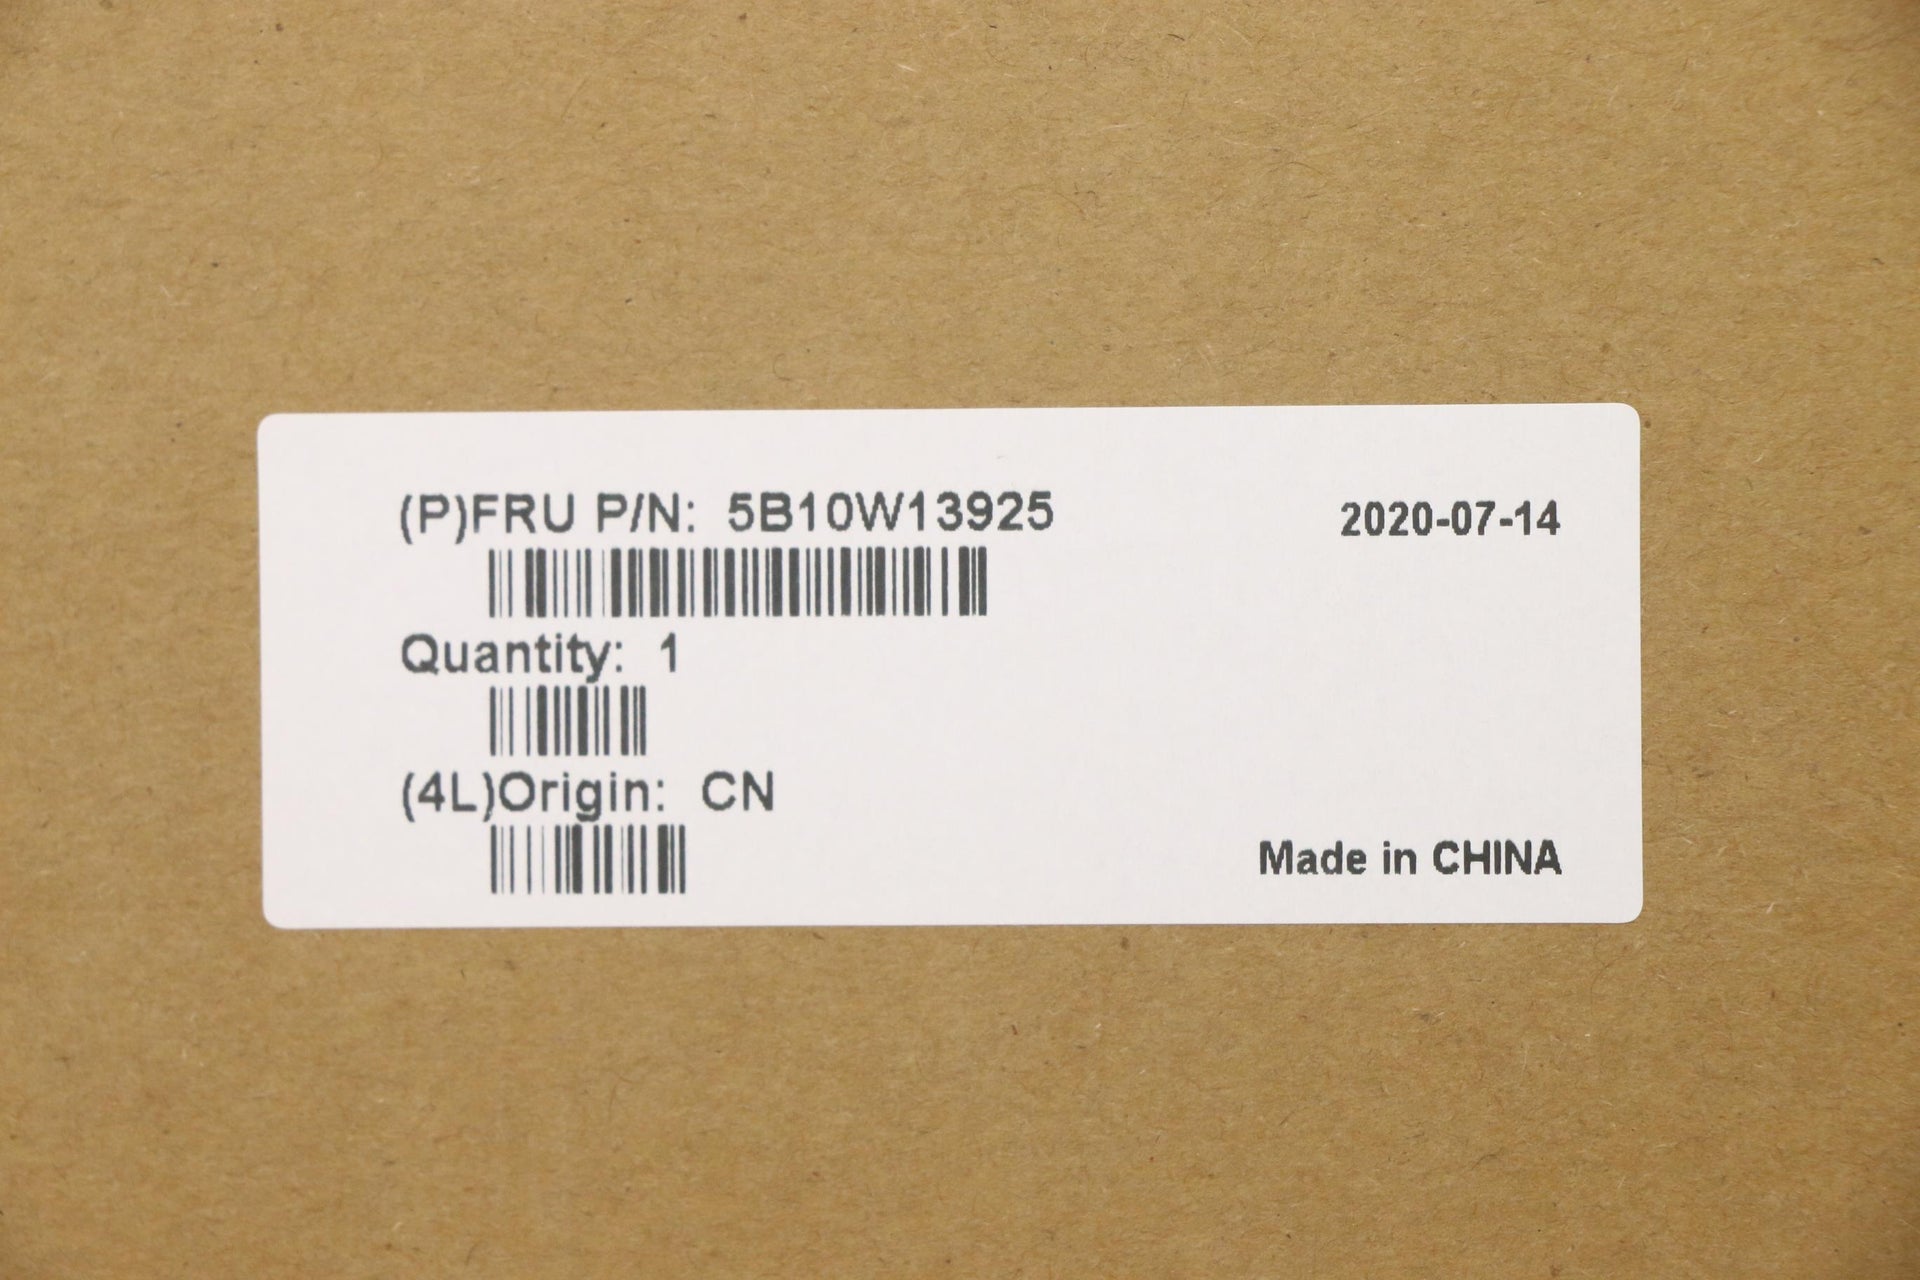 (P)FRU P/N: 5B10W13925
2020-07-14
Quantity: 1
(4L)Origin: CN
Made in CHINA